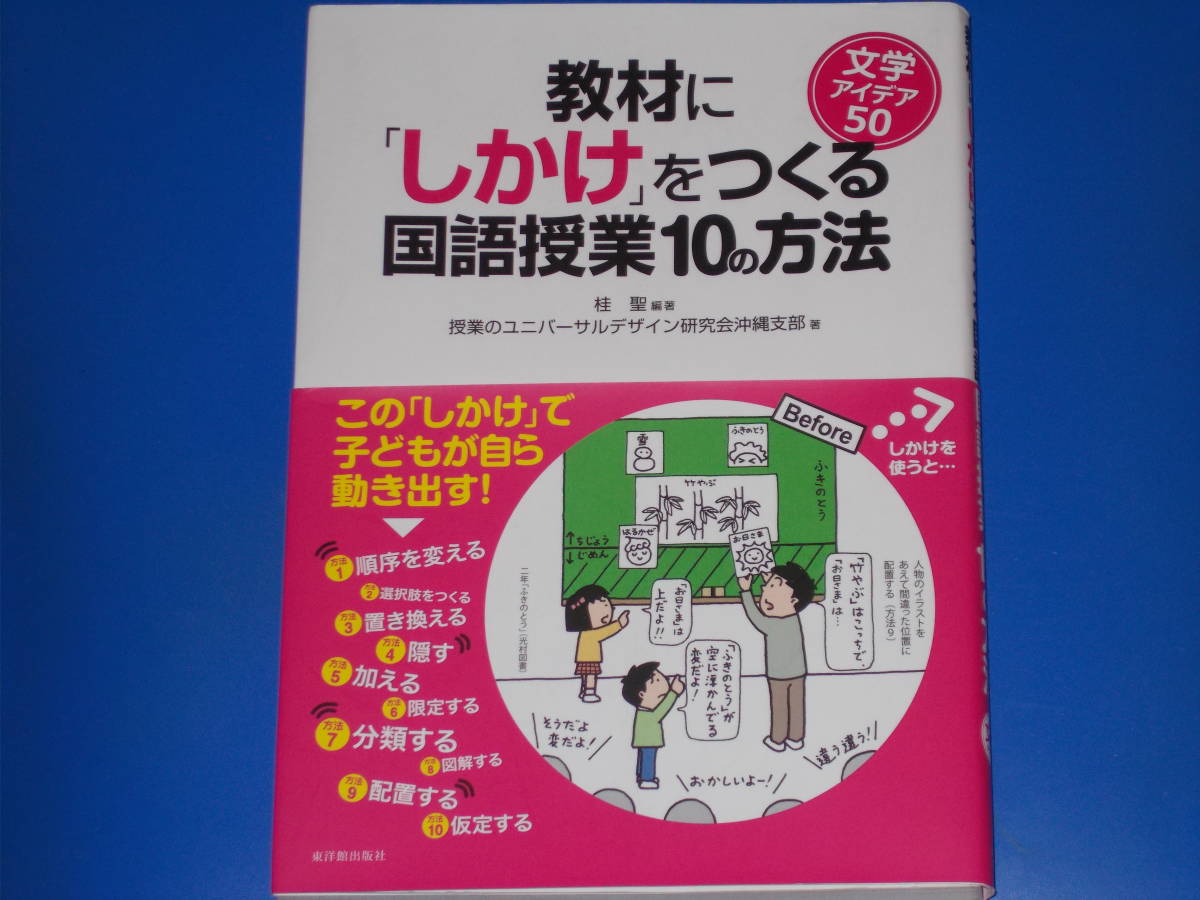 文学
アイデア
50
教材に
「しかけ」をつくる
国語授業10の方法
桂 聖 編著
授業のユニバーサルデザイン研究会沖縄支部 著
この「しかけ」で
子どもが自ら
動き出す!
方法1 順序を変える
方法2 選択肢をつくる
方法3 置き換える
方法4 隠す
方法5 加える
方法6 限定する
方法7 分類する
方法8 図解する
方法9 配置する
方法10 仮定する
東洋館出版社
Before
しかけを
使うと…
雪
ふきのとう
ふきのとう
竹やぶ
はるかぜ
お日さま
↑ちじょう
↓じめん
「お日さま」は
上だよ!!
「竹やぶ」はこっちで、
「お日さま」は…
「ふきのとう」が
空に浮かんでる
変だよ!
そうだよ
変だよ!
おかしいよー!
違う違う!
人物のイラストを
あえて間違った位置に
配置する(方法9)
二年「ふきのとう」(光村図書)